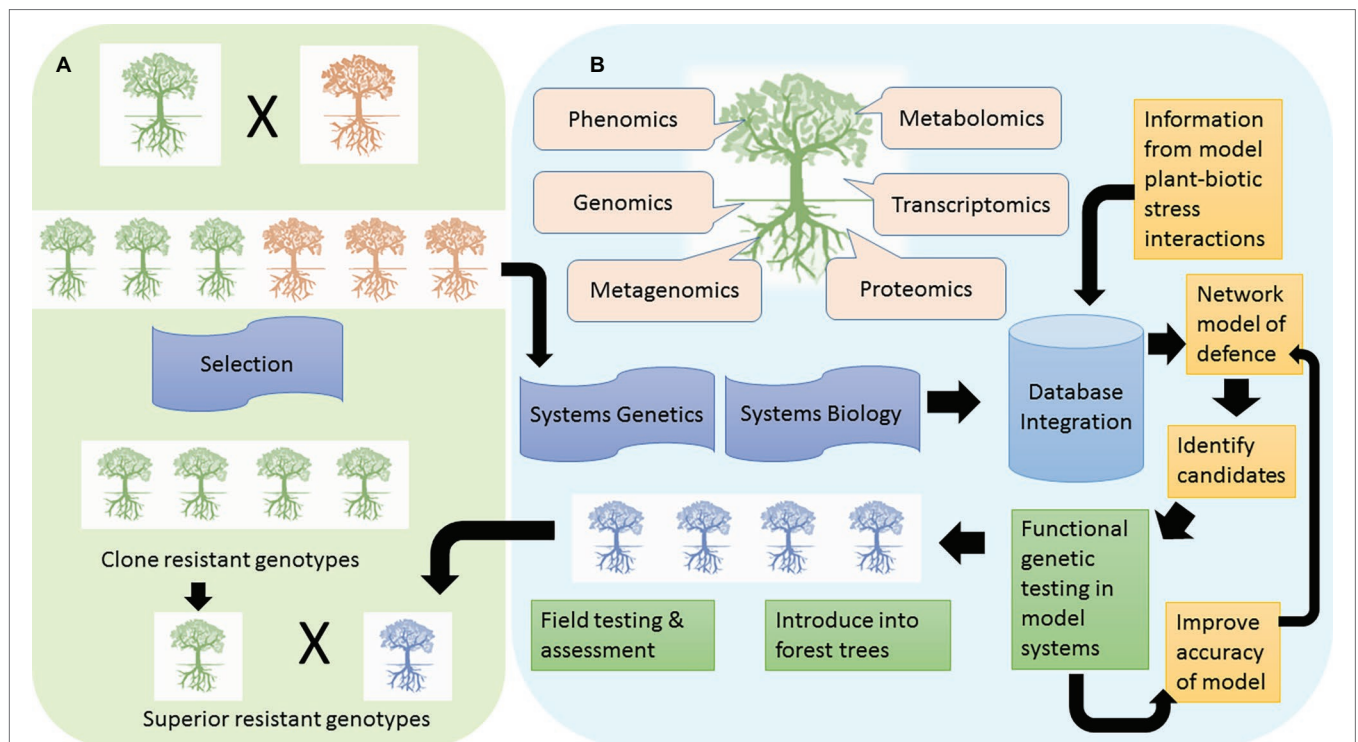 A
X
Selection
Clone resistant genotypes
X
Superior resistant genotypes
B
Phenomics
Metabolomics
Genomics
Transcriptomics
Metagenomics
Proteomics
Systems Genetics
Systems Biology
Database
Integration
Information
from model
plant-biotic
stress
interactions
Network
model of
defence
Identify
candidates
Functional
genetic
testing in
model
systems
Improve
accuracy
of model
Introduce into
forest trees
Field testing &
assessment